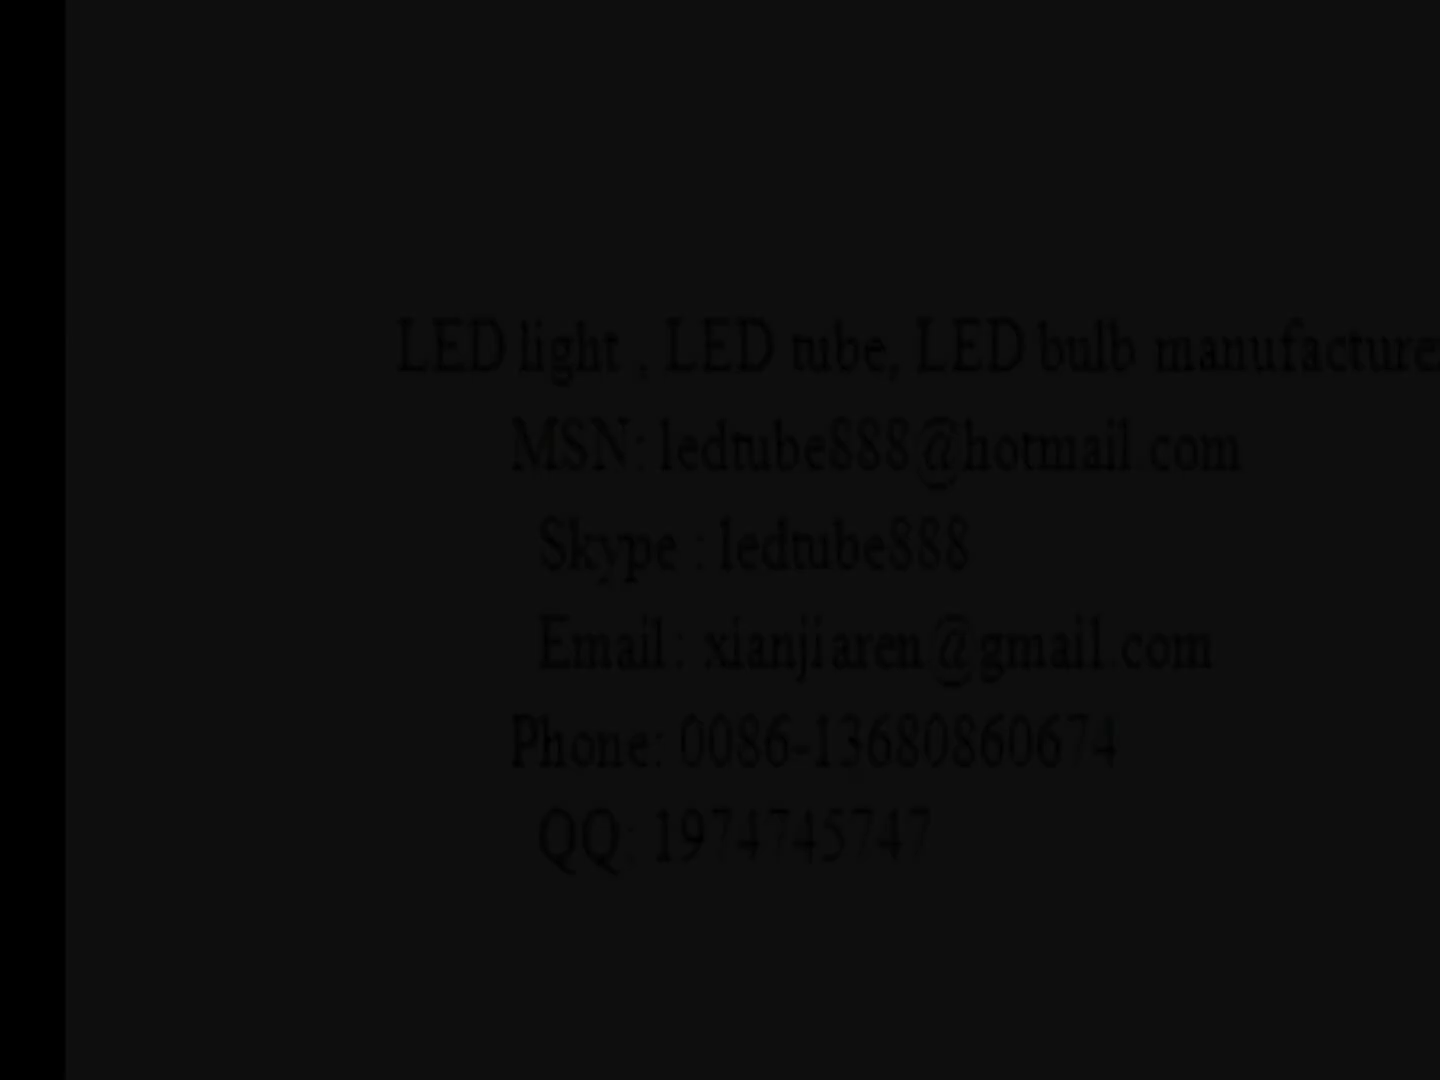 LED light , LED tube, LED bulb manufacturer
MSN: ledtube888@hotmail.com
Skype : ledtube888
Email : xianjiaren@gmail.com
Phone: 0086-13680860674
QQ: 1974745747